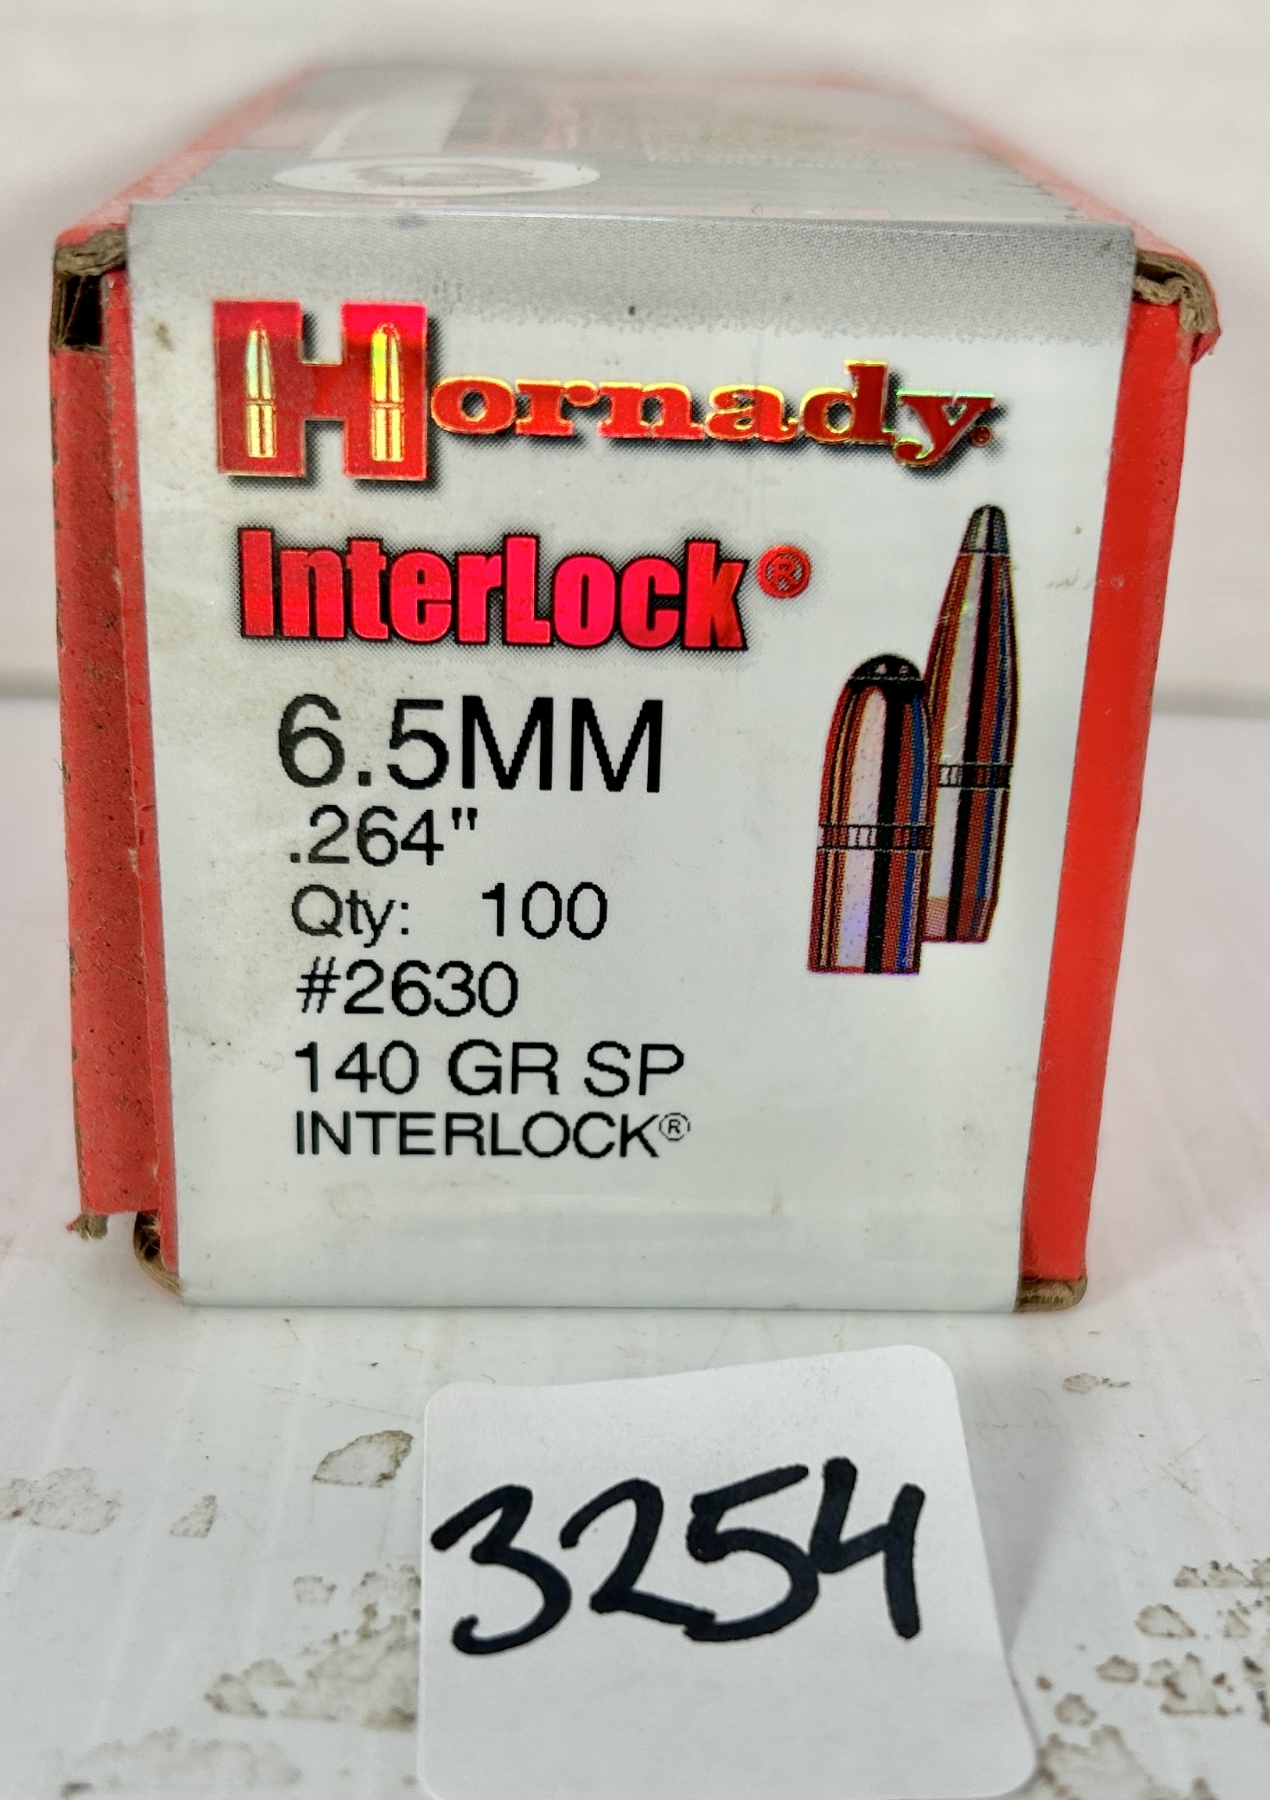 Hornady®
InterLock®
6.5MM
.264"
Qty: 100
#2630
140 GR SP
INTERLOCK®
3254